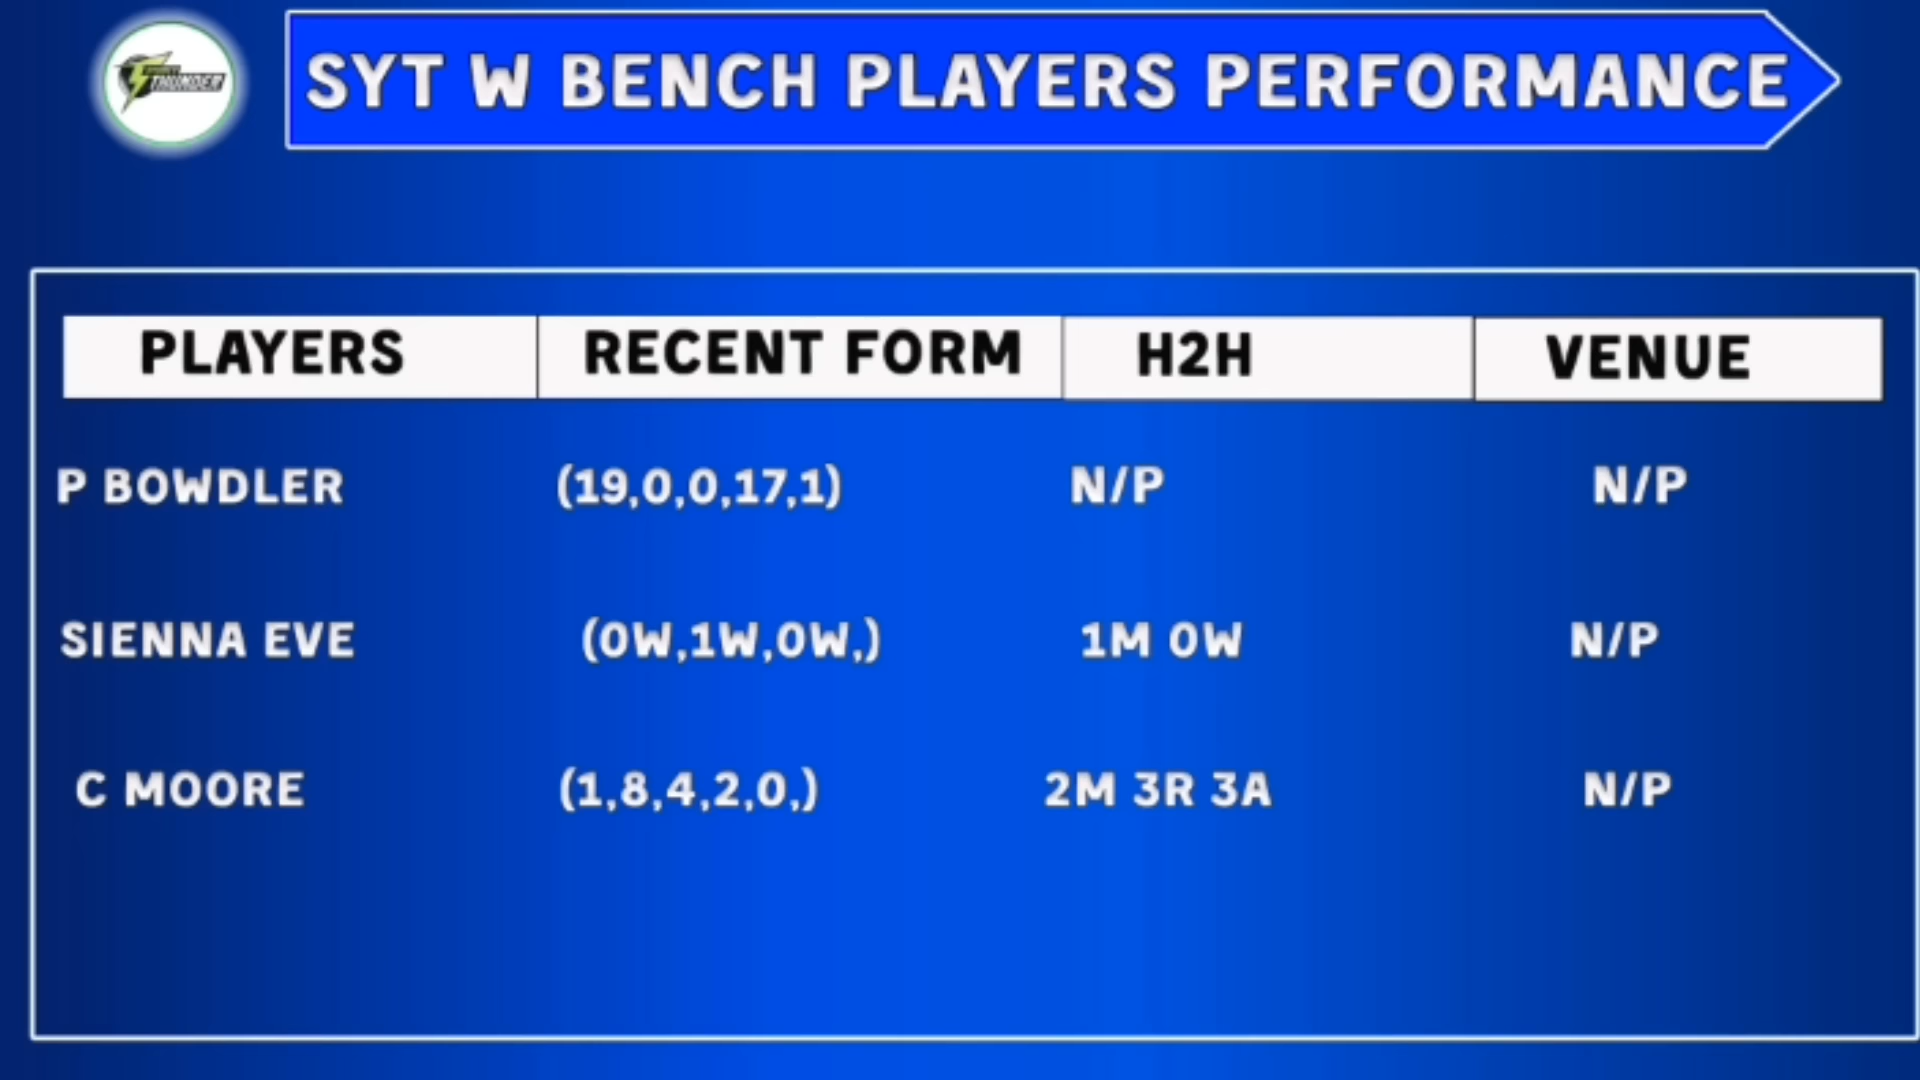 THUNDER
SYT W BENCH PLAYERS PERFORMANCE
PLAYERS RECENT FORM H2H VENUE
P BOWDLER (19,0,0,17,1) N/P N/P
SIENNA EVE (0W,1W,0W,) 1M 0W N/P
C MOORE (1,8,4,2,0,) 2M 3R 3A N/P